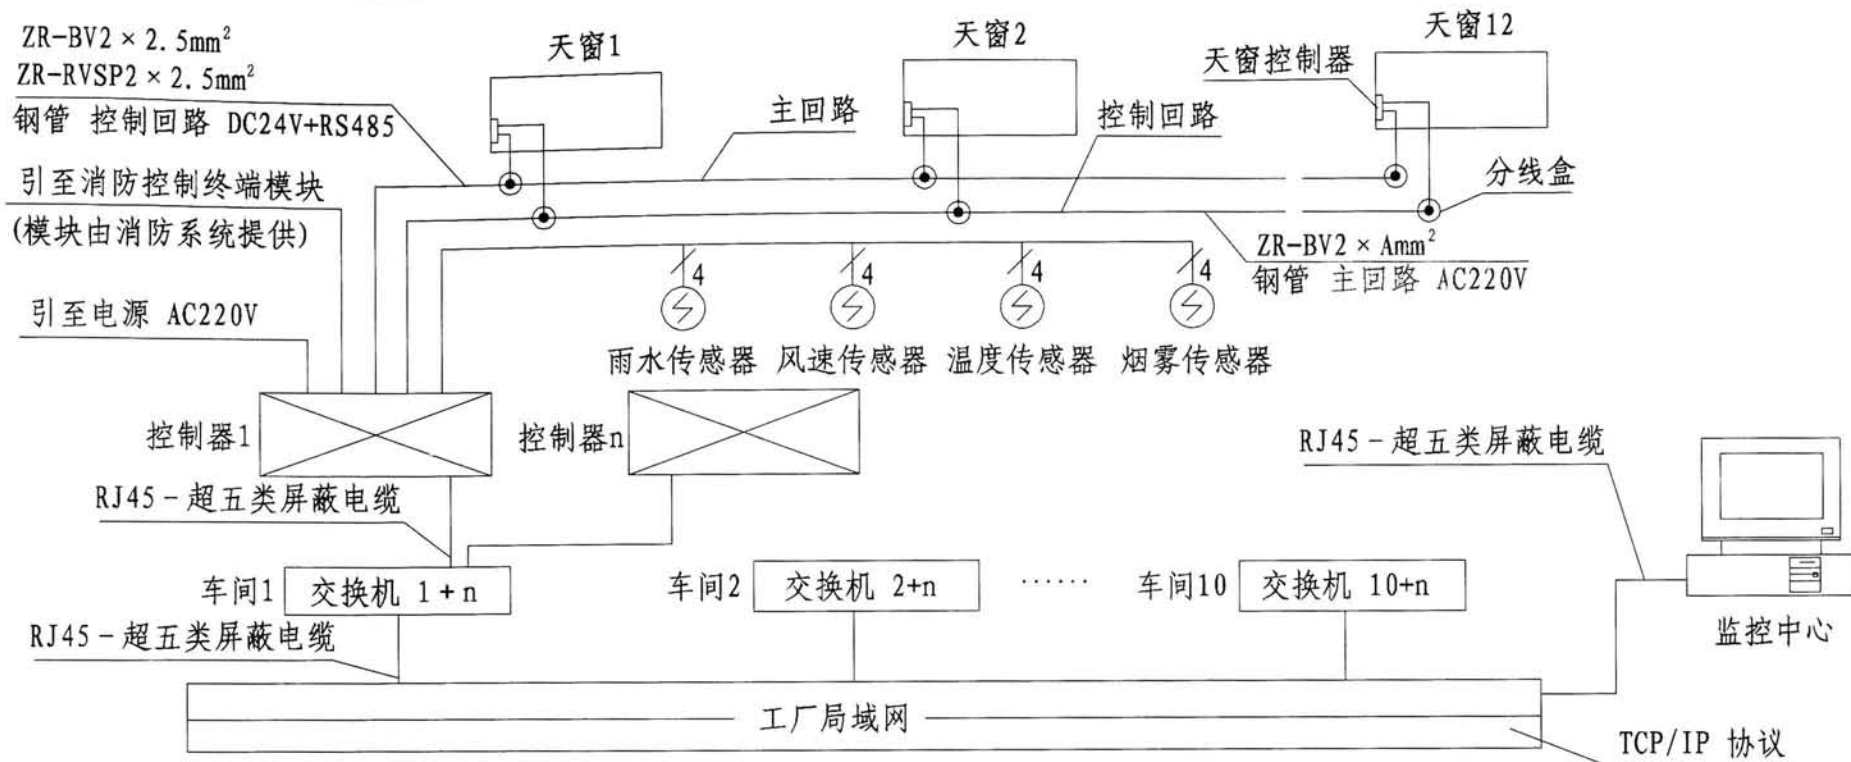 ZR-BV2×2.5mm²
ZR-RVSP2×2.5mm²
钢管 控制回路 DC24V+RS485
引至消防控制终端模块
(模块由消防系统提供)
引至电源 AC220V
天窗1
天窗2
天窗12
天窗控制器
主回路
控制回路
分线盒
ZR-BV2×Amm²
钢管 主回路 AC220V
4
4
4
4
雨水传感器 风速传感器 温度传感器 烟雾传感器
控制器1
控制器n
RJ45-超五类屏蔽电缆
RJ45-超五类屏蔽电缆
车间1
交换机 1+n
车间2
交换机 2+n
······
车间10
交换机 10+n
监控中心
RJ45-超五类屏蔽电缆
工厂局域网
TCP/IP 协议